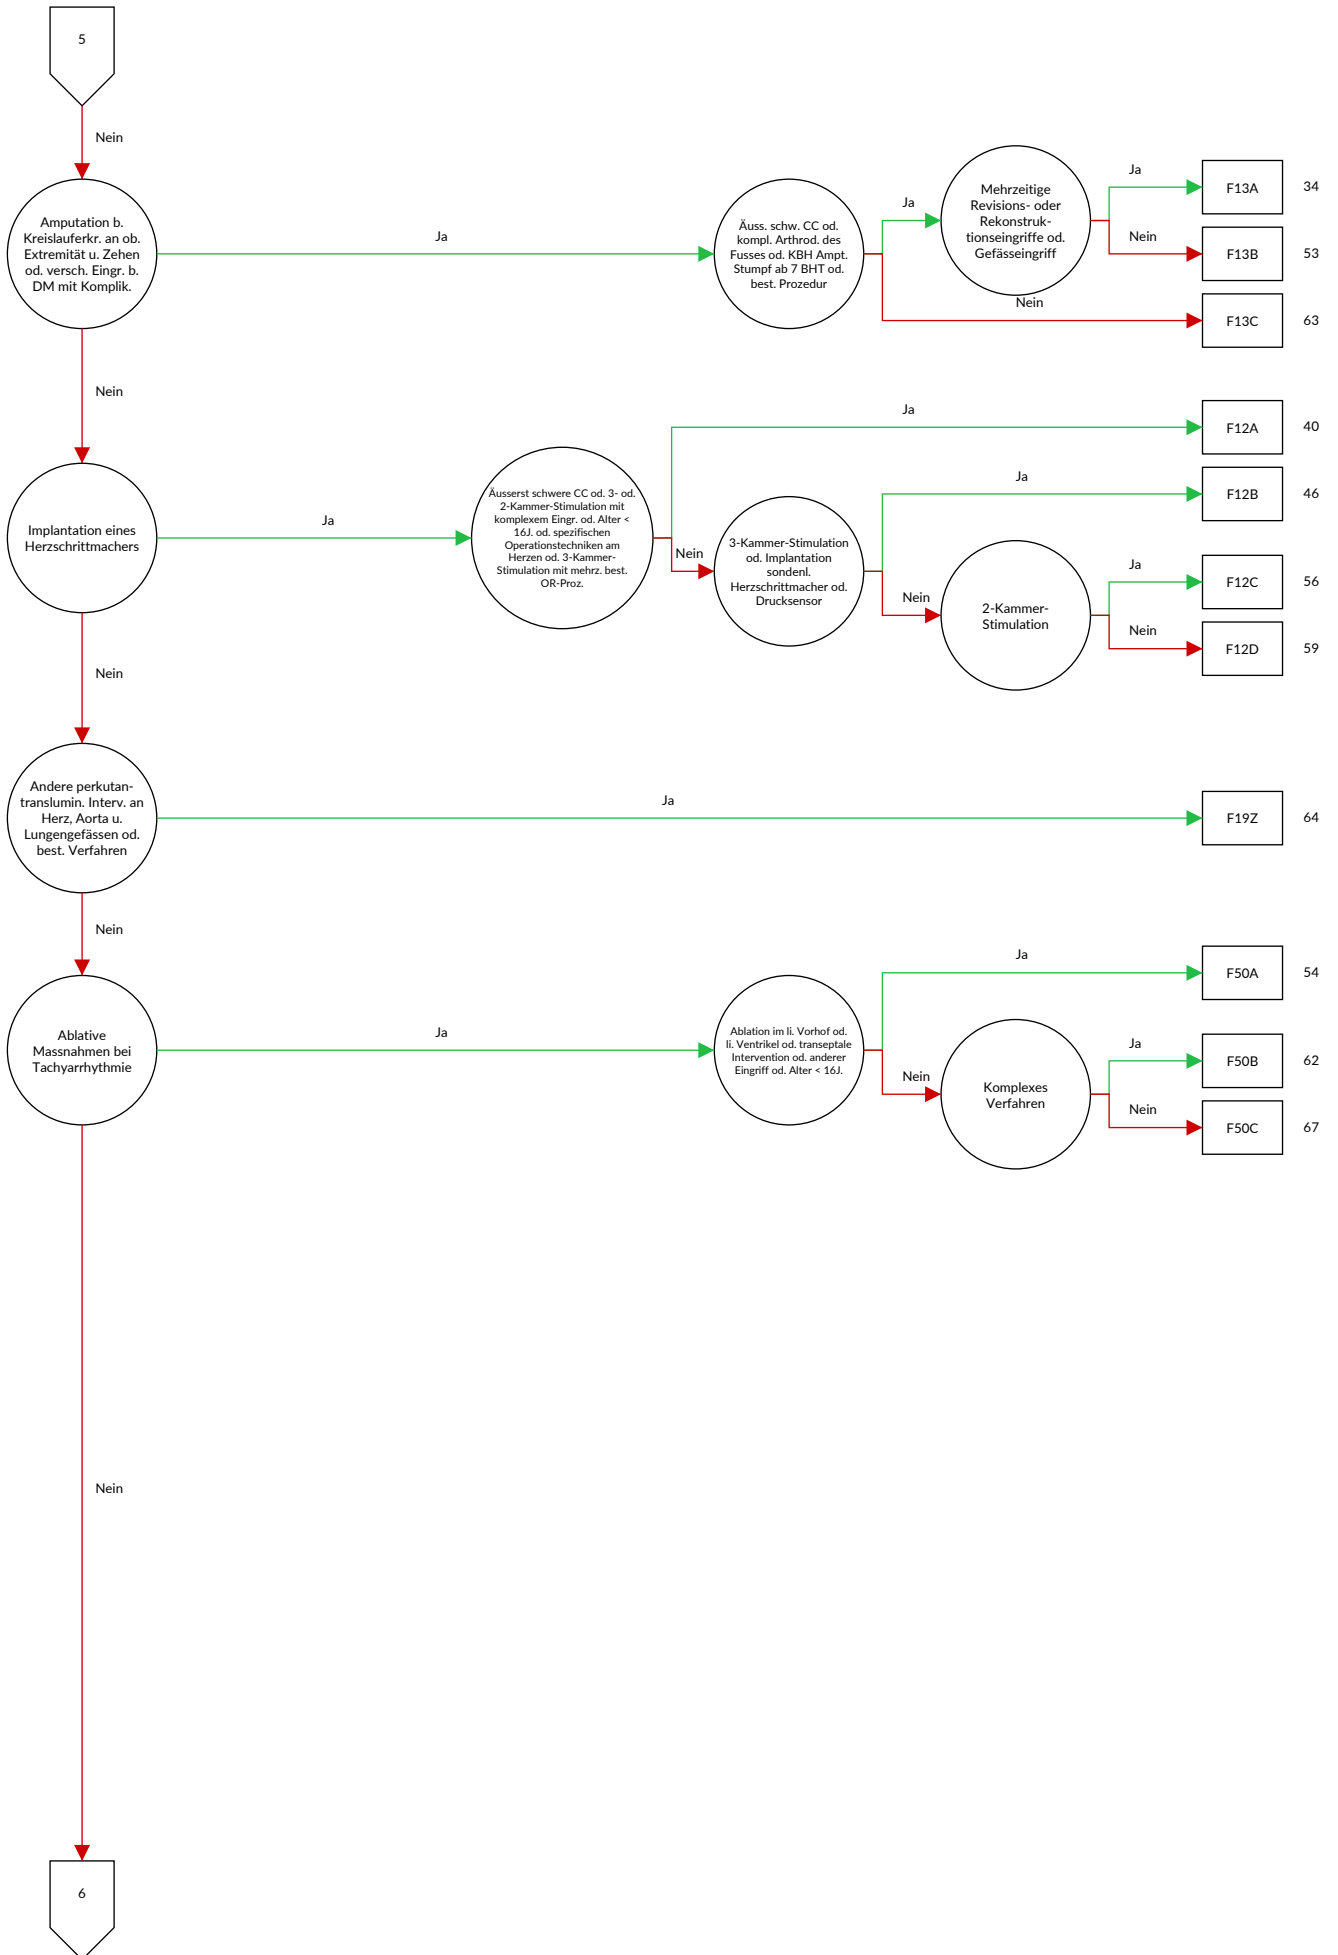 5
Nein
Amputation b.
Kreislauferkr. an ob.
Extremität u. Zehen
od. versch. Eingr. b.
DM mit Komplik.
Ja
Äuss. schw. CC od.
kompl. Arthrod. des
Fusses od. KBH Ampt.
Stumpf ab 7 BHT od.
best. Prozedur
Ja
Mehrzeitige
Revisions- oder
Rekonstruk-
tionseingriffe od.
Gefässeingriff
Ja
F13A
34
Nein
F13B
53
Nein
F13C
63
Nein
Implantation eines
Herzschrittmachers
Ja
Äusserst schwere CC od. 3- od.
2-Kammer-Stimulation mit
komplexem Eingr. od. Alter <
16J. od. spezifischen
Operationstechniken am
Herzen od. 3-Kammer-
Stimulation mit mehrz. best.
OR-Proz.
Ja
F12A
40
Nein
3-Kammer-Stimulation
od. Implantation
sondenl.
Herzschrittmacher od.
Drucksensor
Ja
F12B
46
Nein
2-Kammer-
Stimulation
Ja
F12C
56
Nein
F12D
59
Nein
Andere perkutan-
translumin. Interv. an
Herz, Aorta u.
Lungengefässen od.
best. Verfahren
Ja
F19Z
64
Nein
Ablative
Massnahmen bei
Tachyarrhythmie
Ja
Ablation im li. Vorhof od.
li. Ventrikel od. transeptale
Intervention od. anderer
Eingriff od. Alter < 16J.
Ja
F50A
54
Nein
Komplexes
Verfahren
Ja
F50B
62
Nein
F50C
67
Nein
6